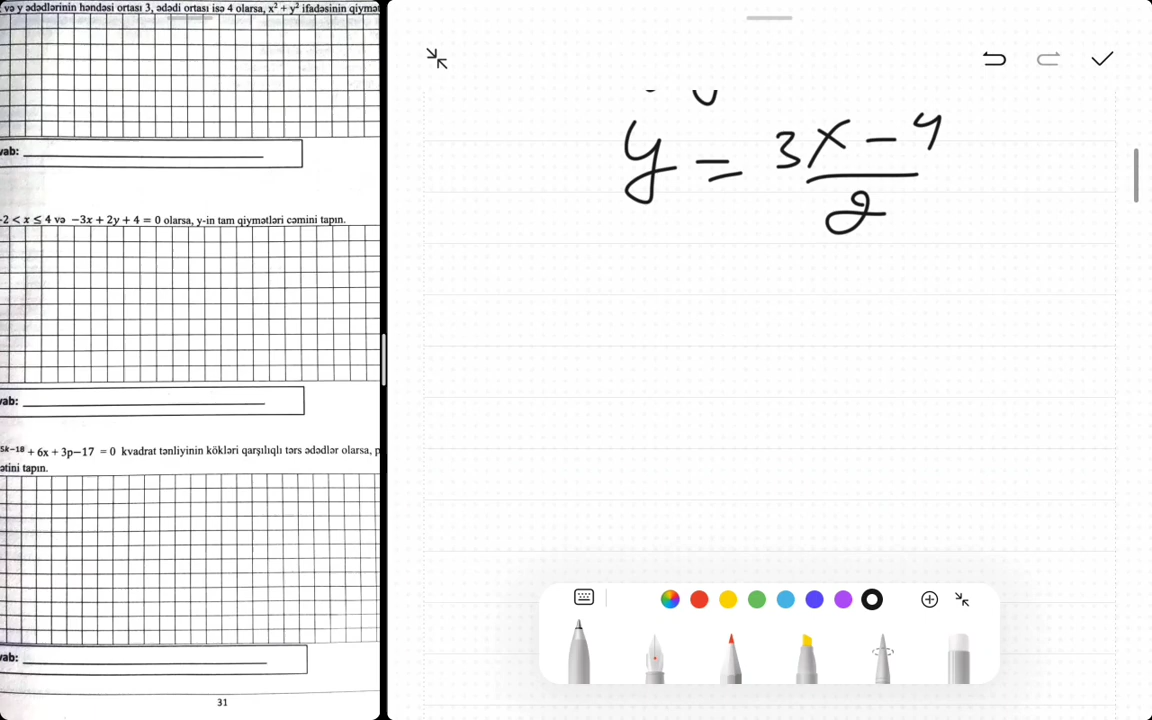 və y ədədlərinin həndəsi ortası 3, ədədi ortası isə 4 olarsa, x² + y² ifadəsinin
vab:
-2 < x ≤ 4 və −3x + 2y + 4 = 0 olarsa, y-in tam qiymətləri cəmini tapın.
vab:
5k−18 + 6x + 3p−17 = 0 kvadrat tənliyinin kökləri qarşılıqlı tərs ədədlər olarsa, p
ətini tapın.
vab:
31
y = 3x − 4
2